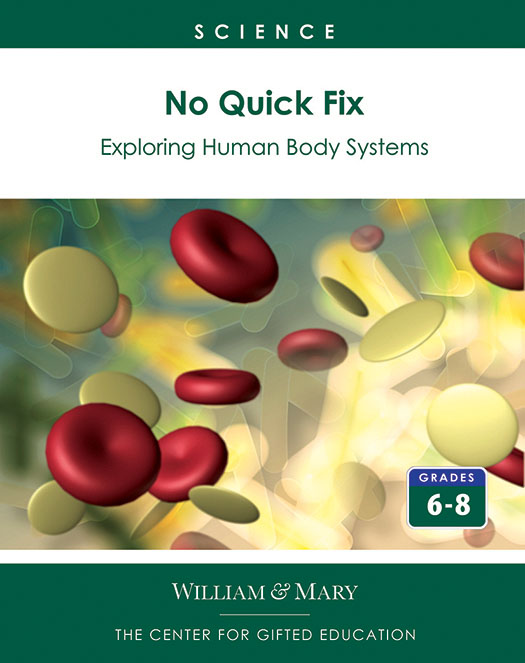 SCIENCE
No Quick Fix
Exploring Human Body Systems
GRADES
6-8
WILLIAM & MARY
THE CENTER FOR GIFTED EDUCATION